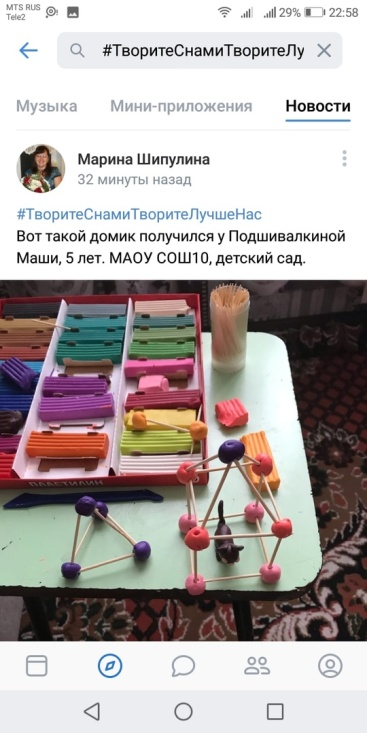 MTS RUS
Tele2
29%
22:58
#ТворитеСнамиТворитеЛу
Музыка Мини-приложения Новости
Марина Шипулина
32 минуты назад
#ТворитеСнамиТворитеЛучшеНас
Вот такой домик получился у Подшивалкиной
Маши, 5 лет. МАОУ СОШ10, детский сад.
ПЛАСТИЛИН